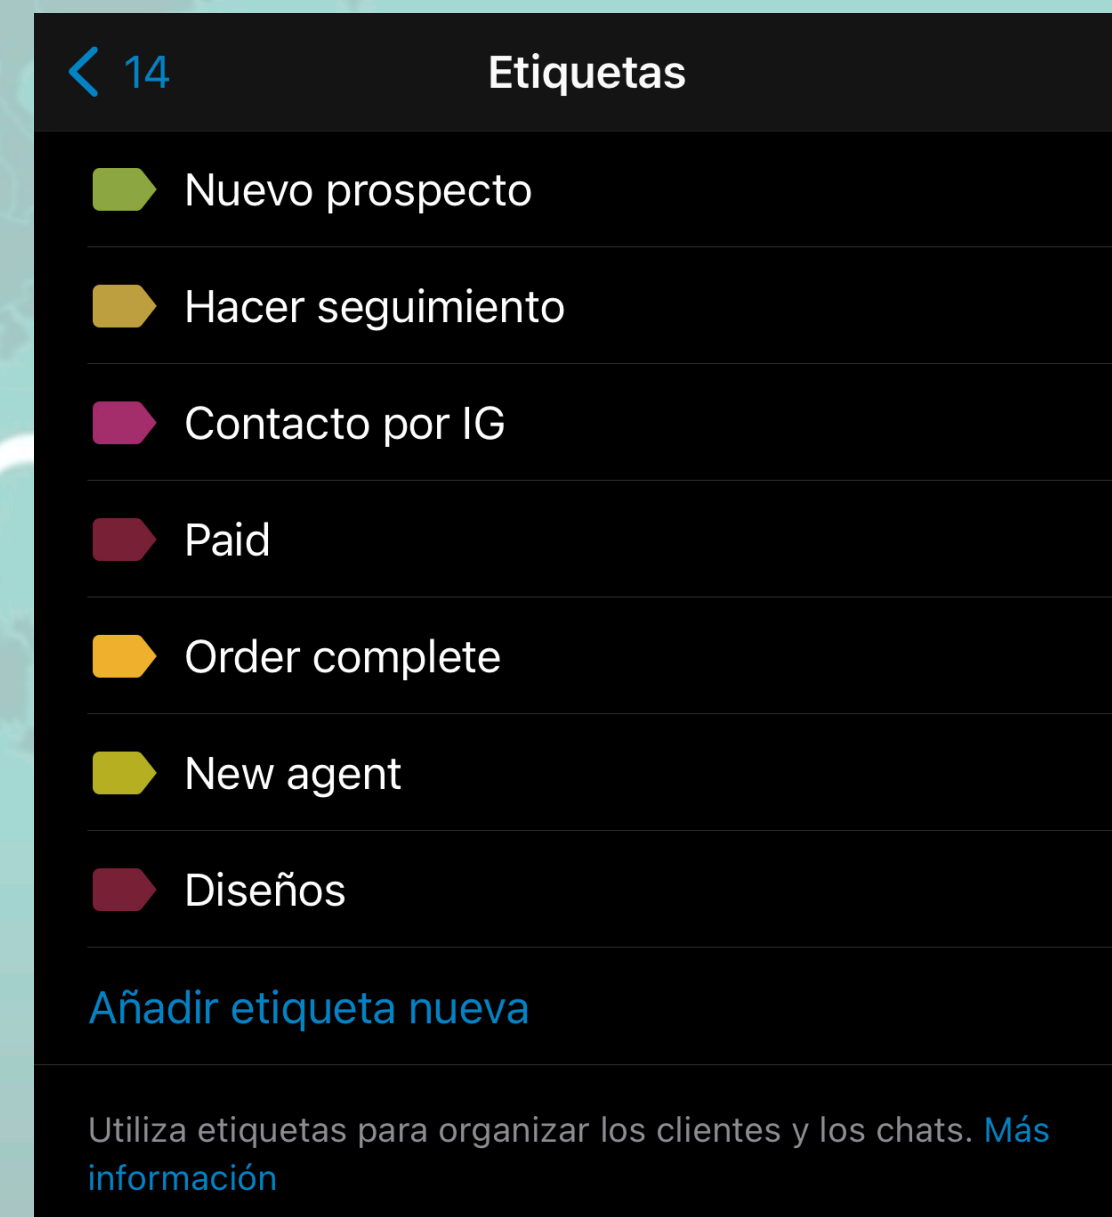 14
Etiquetas
Nuevo prospecto
Hacer seguimiento
Contacto por IG
Paid
Order complete
New agent
Diseños
Añadir etiqueta nueva
Utiliza etiquetas para organizar los clientes y los chats. Más
información